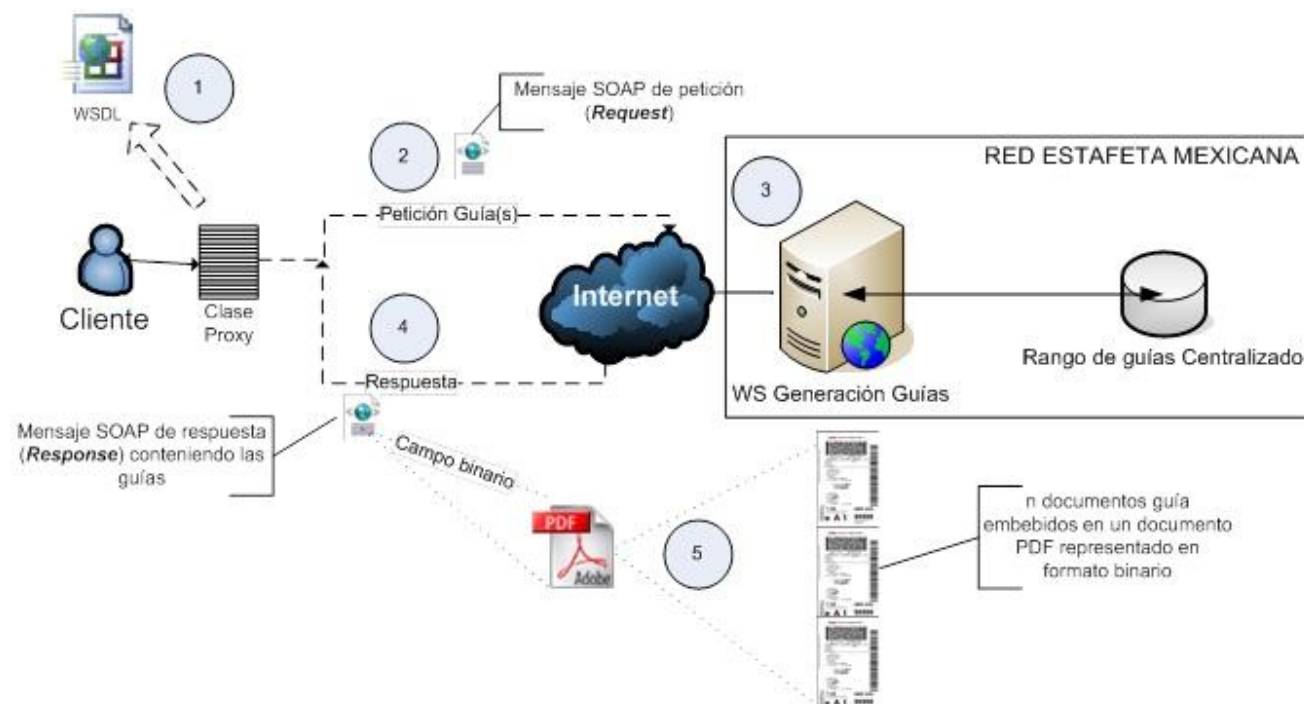 WSDL
1
Mensaje SOAP de petición
(Request)
2
RED ESTAFETA MEXICANA
3
Petición Guía(s)
Cliente
Clase
Proxy
Internet
4
Rango de guías Centralizado
WS Generación Guías
Respuesta
Mensaje SOAP de respuesta
(Response) conteniendo las
guías
Campo binario
PDF
Adobe
5
n documentos guía
embebidos en un documento
PDF representado en
formato binario